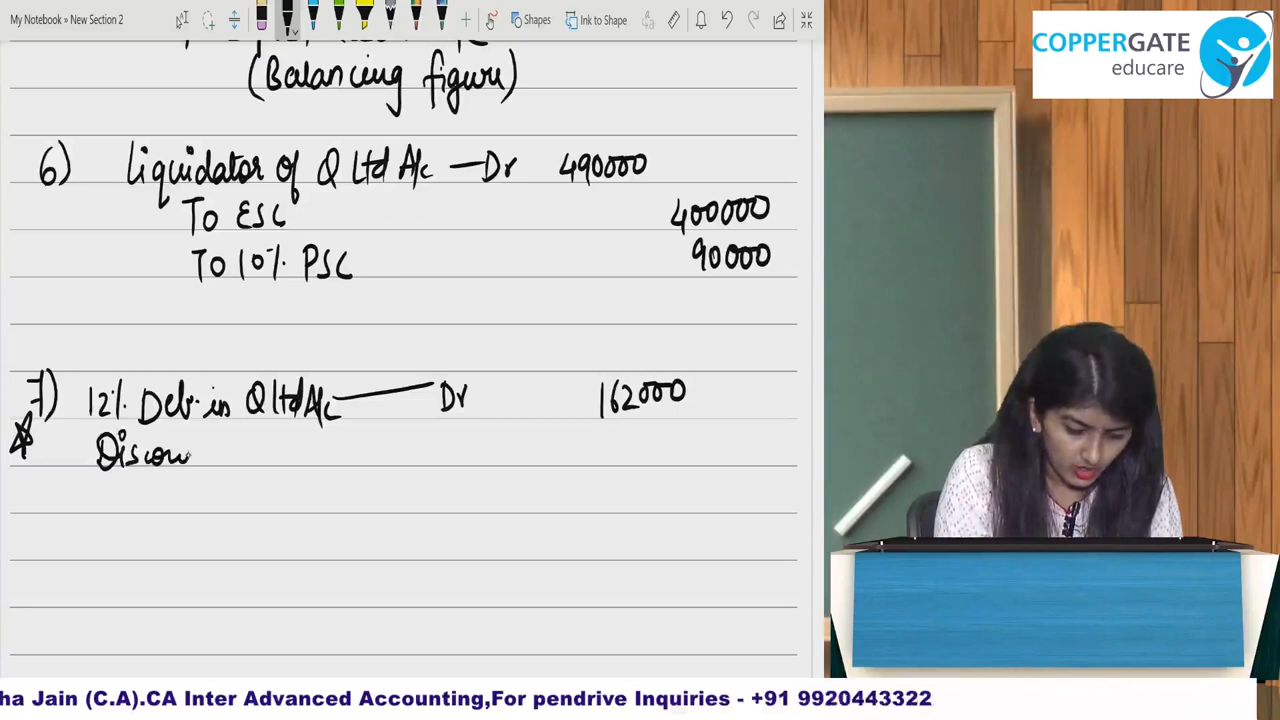 My Notebook » New Section 2
Shapes
Ink to Shape
COPPERGATE
educare
(Balancing figure)
6) Liquidator of Q Ltd A/c — Dr 490000
To ESC 400000
To 10% PSC 90000
7) 12% Deb. in Q Ltd A/c — Dr 162000
Discou
ha Jain (C.A).CA Inter Advanced Accounting,For pendrive Inquiries - +91 9920443322